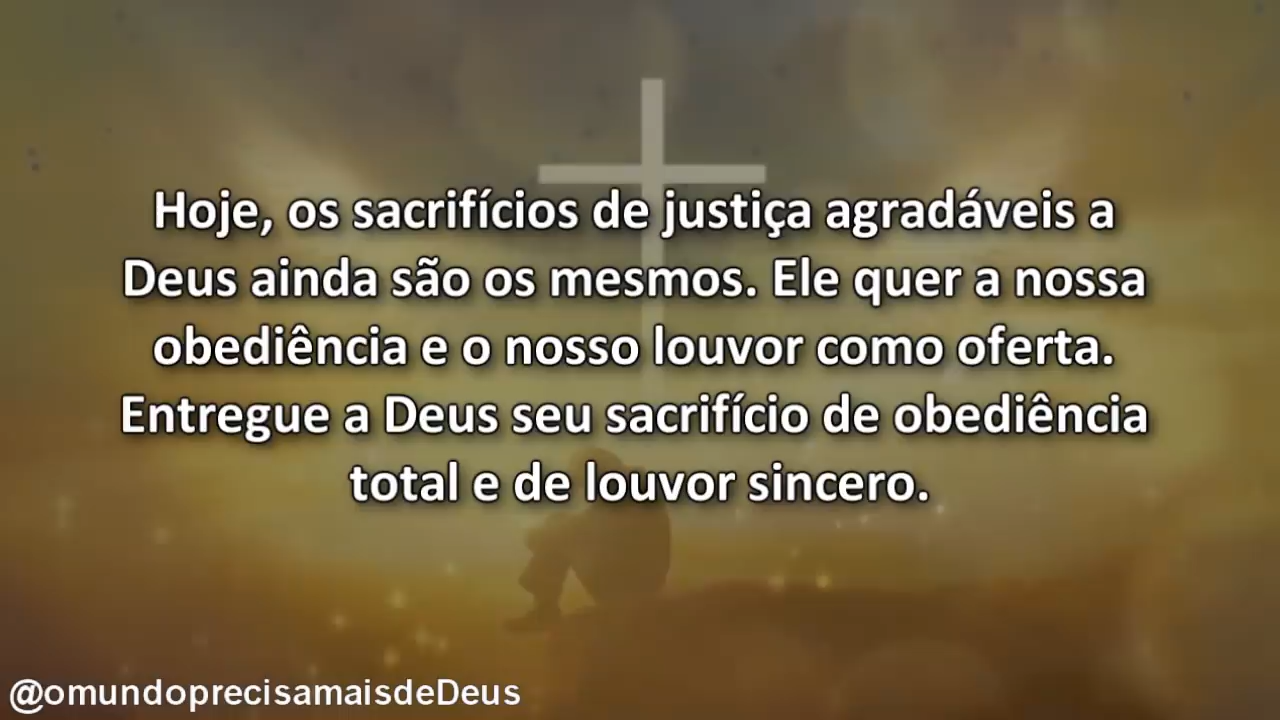 Hoje, os sacrifícios de justiça agradáveis a
Deus ainda são os mesmos. Ele quer a nossa
obediência e o nosso louvor como oferta.
Entregue a Deus seu sacrifício de obediência
total e de louvor sincero.
@omundoprecisamaisdeDeus